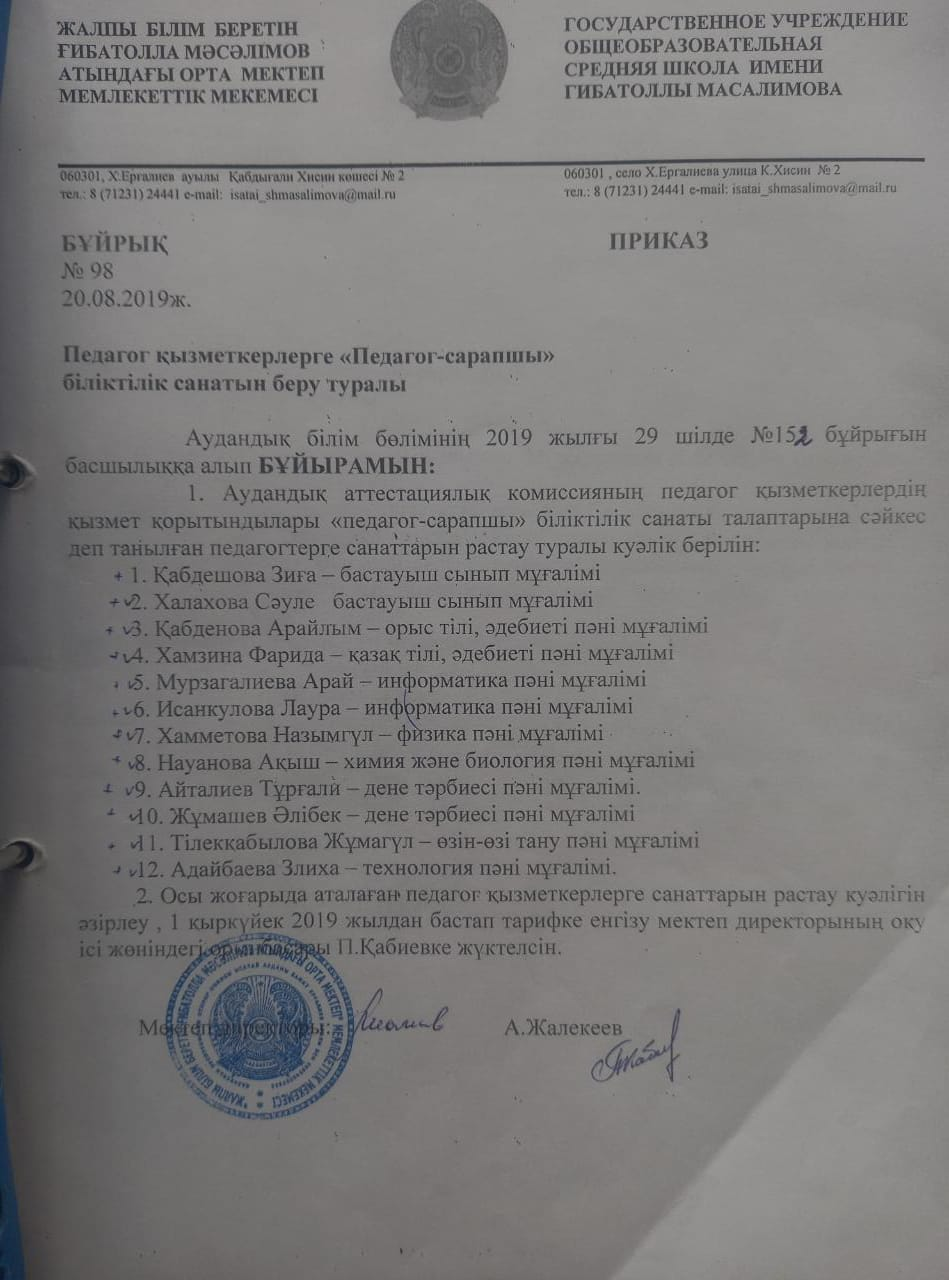 ЖАЛПЫ БІЛІМ БЕРЕТІН
ҒИБАТОЛЛА МӘСӘЛІМОВ
АТЫНДАҒЫ ОРТА МЕКТЕП
МЕМЛЕКЕТТІК МЕКЕМЕСІ
ГОСУДАРСТВЕННОЕ УЧРЕЖДЕНИЕ
ОБЩЕОБРАЗОВАТЕЛЬНАЯ
СРЕДНЯЯ ШКОЛА ИМЕНИ
ГИБАТОЛЛЫ МАСАЛИМОВА
060301, Х.Ергалиев ауылы Қабдығали Хисин көшесі № 2
тел.: 8 (71231) 24441 e-mail: isatai_shmasalimova@mail.ru
060301 , село Х.Ергалиева улица К.Хисин № 2
тел.: 8 (71231) 24441 e-mail: isatai_shmasalimova@mail.ru
БҰЙРЫҚ
ПРИКАЗ
№ 98
20.08.2019ж.
Педагог қызметкерлерге «Педагог-сарапшы»
біліктілік санатын беру туралы
Аудандық білім бөлімінің 2019 жылғы 29 шілде №152 бұйрығын
басшылыққа алып БҰЙЫРАМЫН:
1. Аудандық аттестациялық комиссияның педагог қызметкерлердің
қызмет қорытындылары «педагог-сарапшы» біліктілік санаты талаптарына сәйкес
деп танылған педагогтерге санаттарын растау туралы куәлік берілін:
+ 1. Қабдешова Зиға – бастауыш сынып мұғалімі
+ ✓2. Халахова Сәуле бастауыш сынып мұғалімі
+ ✓3. Қабденова Арайлым – орыс тілі, әдебиеті пәні мұғалімі
+ ✓4. Хамзина Фарида – қазақ тілі, әдебиеті пәні мұғалімі
+ ✓5. Мурзагалиева Арай – информатика пәні мұғалімі
+ ✓6. Исанкулова Лаура – информатика пәні мұғалімі
+ ✓7. Хамметова Назымгүл – физика пәні мұғалімі
+ ✓8. Науанова Ақыш – химия және биология пәні мұғалімі
+ ✓9. Айталиев Тұрғали – дене тәрбиесі пәні мұғалімі.
+ ✓10. Жұмашев Әлібек – дене тәрбиесі пәні мұғалімі
+ ✓11. Тілекқабылова Жұмагүл – өзін-өзі тану пәні мұғалімі
+ ✓12. Адайбаева Злиха – технология пәні мұғалімі.
2. Осы жоғарыда аталаған педагог қызметкерлерге санаттарын растау куәлігін
әзірлеу , 1 қыркүйек 2019 жылдан бастап тарифке енгізу мектеп директорының оқу
ісі жөніндегі орынбасары П.Қабиевке жүктелсін.
Мектеп директоры:
А.Жалекеев